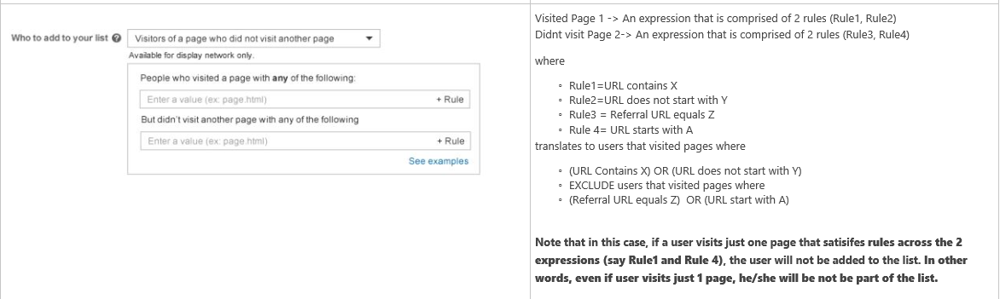 Who to add to your list ?
Visitors of a page who did not visit another page
Available for display network only.
People who visited a page with any of the following:
Enter a value (ex: page.html) + Rule
But didn't visit another page with any of the following
Enter a value (ex: page.html) + Rule
See examples
Visited Page 1 -> An expression that is comprised of 2 rules (Rule1, Rule2)
Didnt visit Page 2-> An expression that is comprised of 2 rules (Rule3, Rule4)
where
◦ Rule1=URL contains X
◦ Rule2=URL does not start with Y
◦ Rule3 = Referral URL equals Z
◦ Rule 4= URL starts with A
translates to users that visited pages where
◦ (URL Contains X) OR (URL does not start with Y)
◦ EXCLUDE users that visited pages where
◦ (Referral URL equals Z) OR (URL start with A)
Note that in this case, if a user visits just one page that satisifes rules across the 2
expressions (say Rule1 and Rule 4), the user will not be added to the list. In other
words, even if user visits just 1 page, he/she will be not be part of the list.